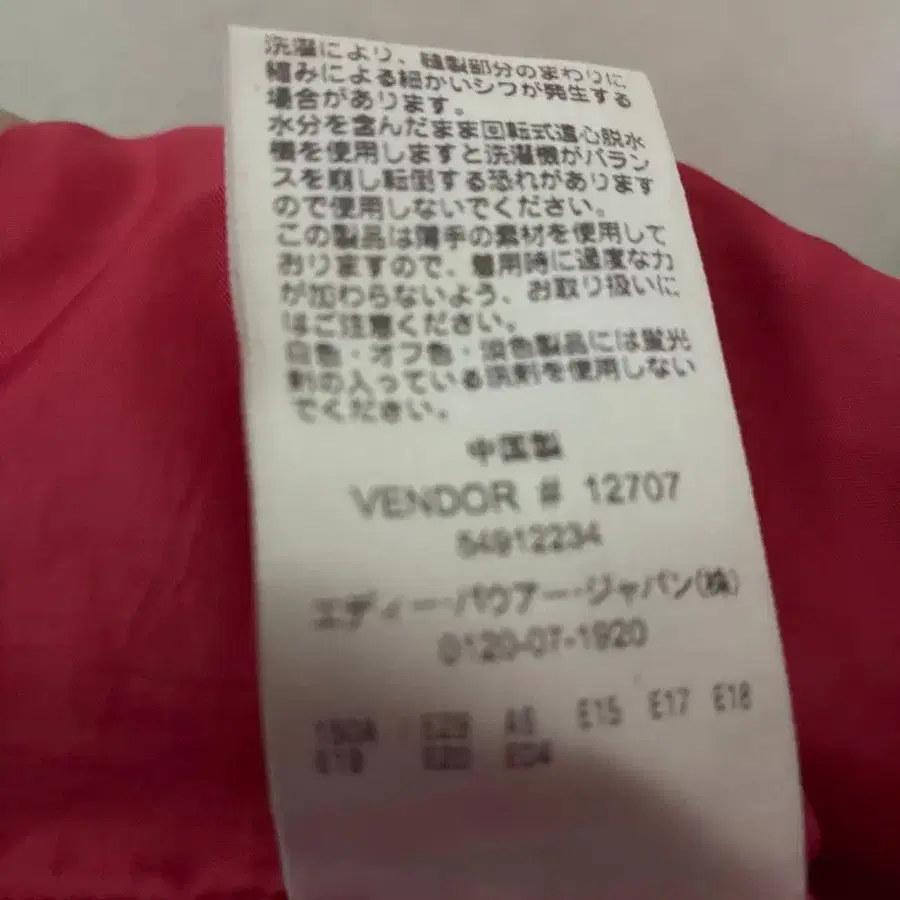 洗濯により、縫製部分のまわりに
縮みによる細かいシワが発生する
場合があります。
水分を含んだまま回転式遠心脱水
機を使用しますと洗濯機がバラン
スを崩し転倒する恐れがあります
ので使用しないでください。
この製品は薄手の素材を使用して
おりますので、着用時に過度な力
が加わらないよう、お取り扱いに
はご注意ください。
白色・オフ色・淡色製品には蛍光
剤の入っている洗剤を使用しない
でください。
中国製
VENDOR # 12707
54912234
エディー・バウアー・ジャパン(株)
0120-07-1920
E15 E17 E18
E19 E20 E04